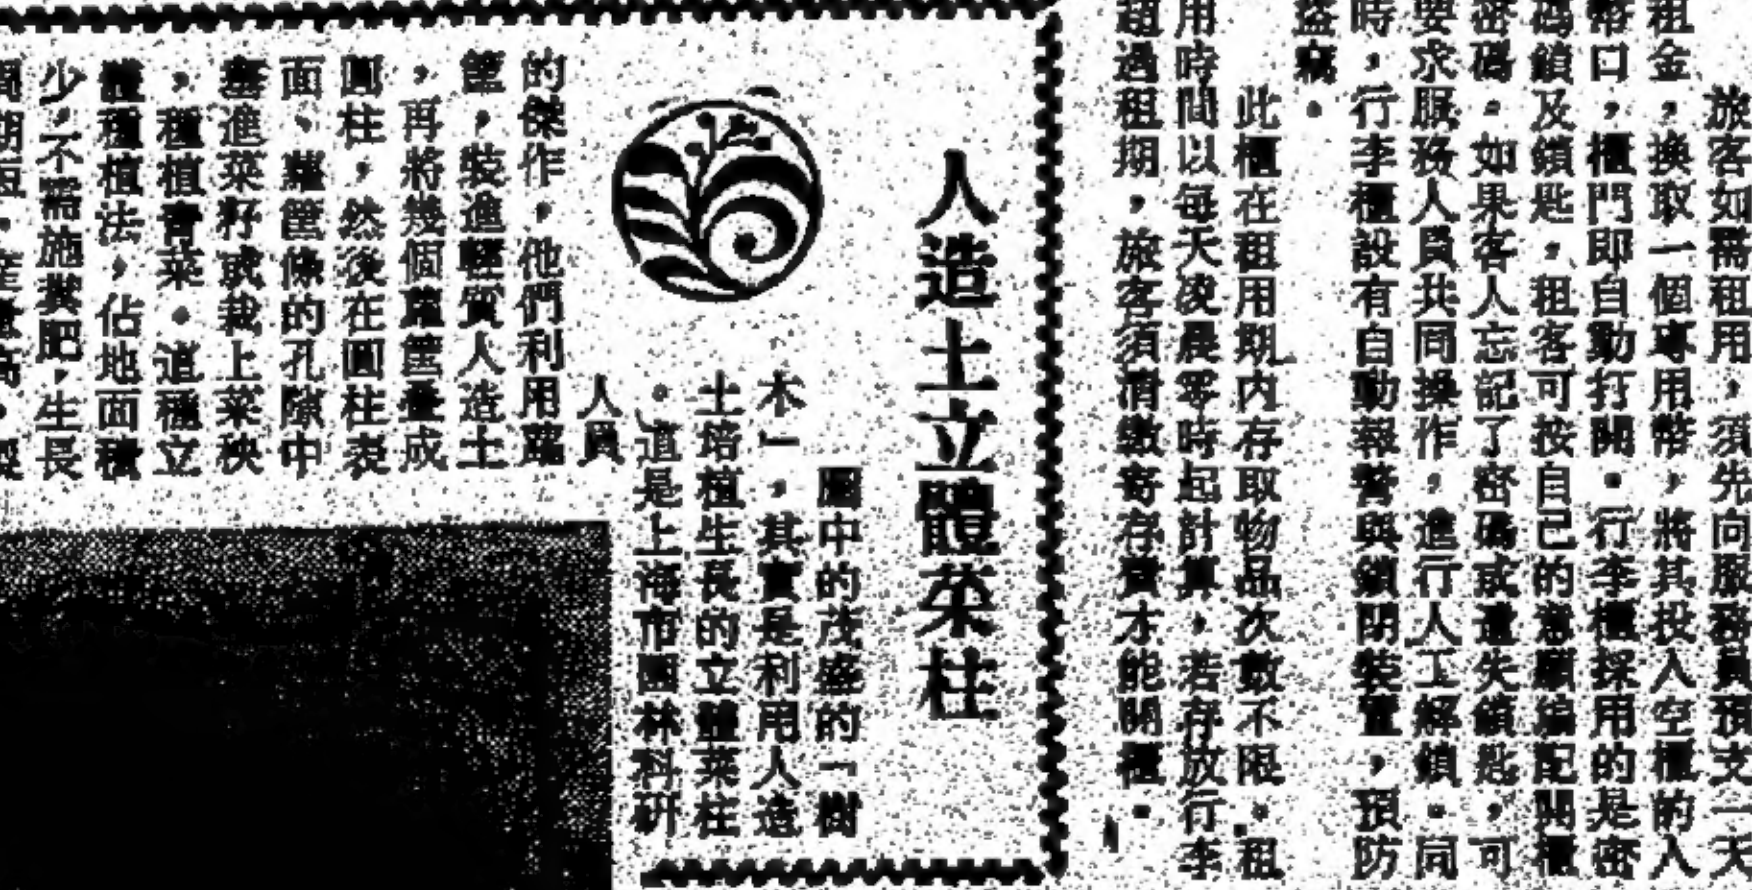 旅客如需租用，須先向服務員預支一天
租金，換取一個專用幣，將其投入空櫃的入
幣口，櫃門即自動打開。行李櫃採用的是密
碼鎖及鎖匙，租客可按自己的意願編配開櫃
密碼。如果客人忘記了密碼或遺失鎖匙，可
要求服務人員共同操作，進行人工解鎖。同
時，行李櫃設有自動報警與鎖閉裝置，預防
盜竊。
此櫃在租用期內存取物品次數不限。租
用時間以每天凌晨零時起計算，若存放行李
超過租期，旅客須清繳寄存費才能開櫃。
人造土立體菜柱
圖中的茂盛的「樹
木」，其實是利用人造
土培植生長的立體菜柱
。這是上海市園林科研
人員
的傑作，他們利用蘿
筐，裝進輕質人造土
，再將幾個蘿筐疊成
圓柱，然後在圓柱表
面、蘿筐條的孔隙中
塞進菜籽或栽上菜秧
，種植青菜。這種立
體種植法，佔地面積
少，不需施糞肥，生長
周期短，產量高，